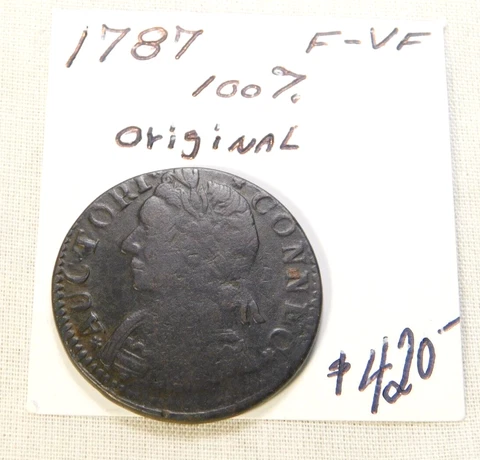 1787 F-VF
100%
Original
AUCTORI CONNEC
$420-